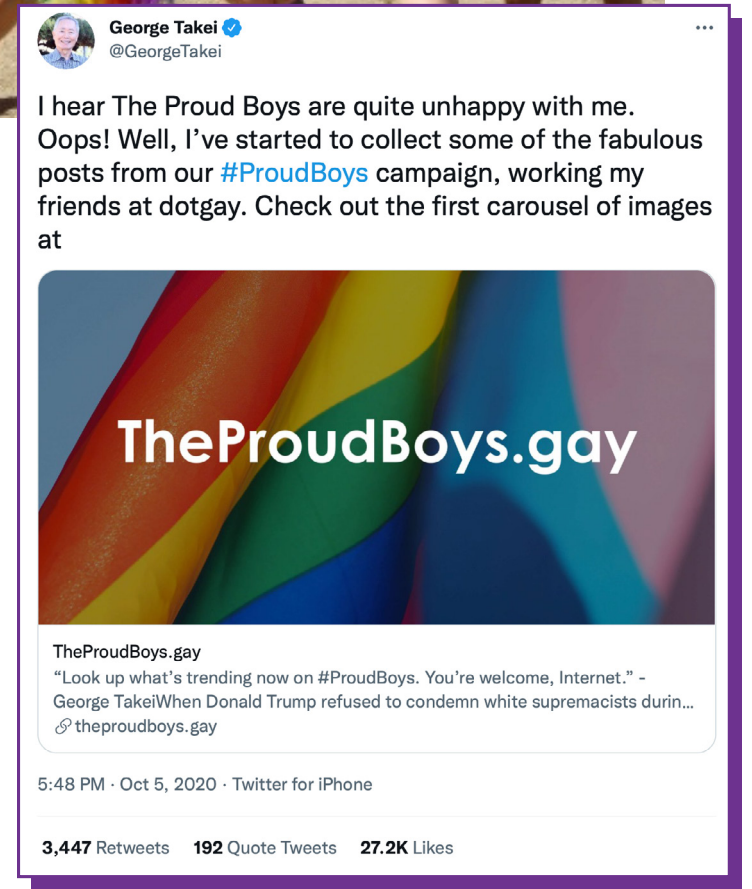 George Takei
@GeorgeTakei
I hear The Proud Boys are quite unhappy with me.
Oops! Well, I’ve started to collect some of the fabulous
posts from our #ProudBoys campaign, working my
friends at dotgay. Check out the first carousel of images
at
TheProudBoys.gay
TheProudBoys.gay
“Look up what’s trending now on #ProudBoys. You’re welcome, Internet.” -
George TakeiWhen Donald Trump refused to condemn white supremacists durin...
theproudboys.gay
5:48 PM · Oct 5, 2020 · Twitter for iPhone
3,447 Retweets 192 Quote Tweets 27.2K Likes